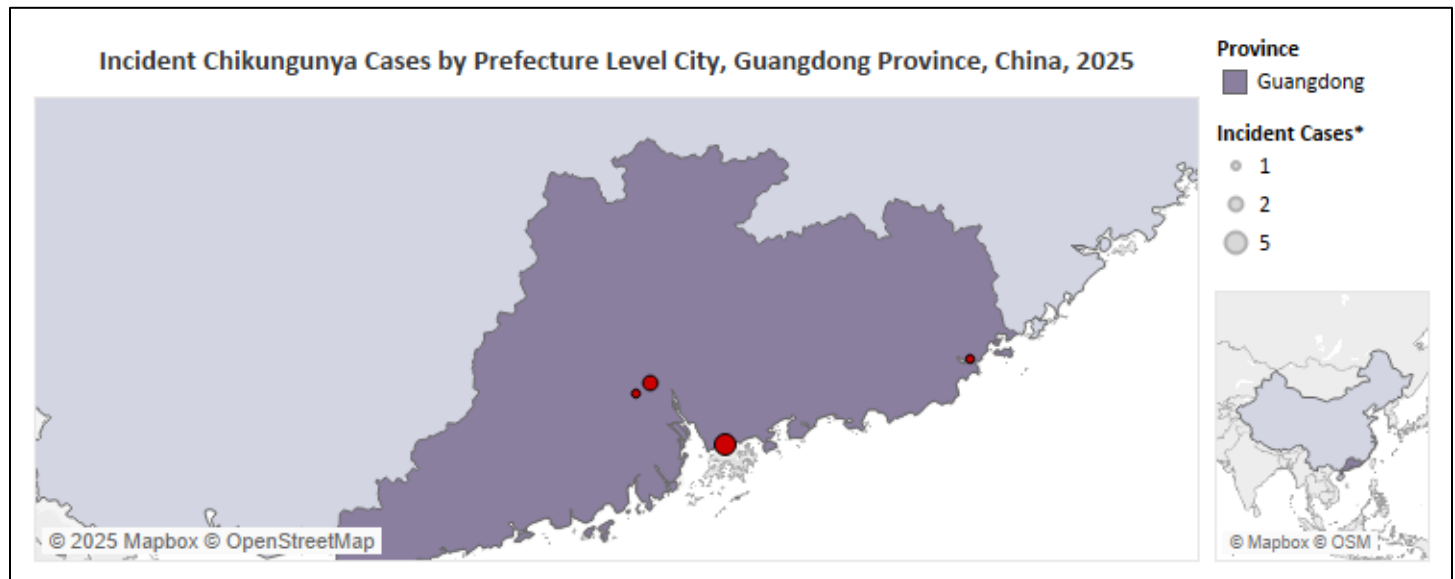 Incident Chikungunya Cases by Prefecture Level City, Guangdong Province, China, 2025
© 2025 Mapbox © OpenStreetMap
Province
Guangdong
Incident Cases*
1
2
5
© Mapbox © OSM